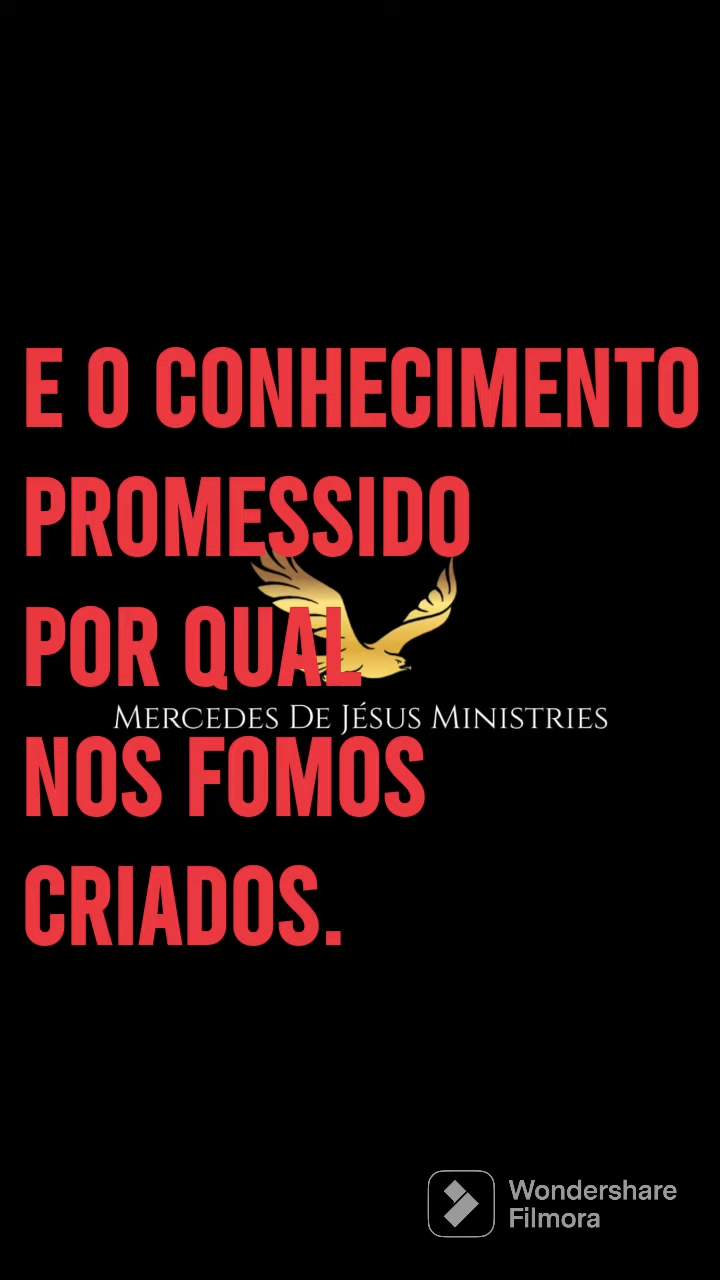 E O CONHECIMENTO
PROMESSIDO
POR QUAL
MERCEDES DE JÉSUS MINISTRIES
NOS FOMOS
CRIADOS.
Wondershare
Filmora